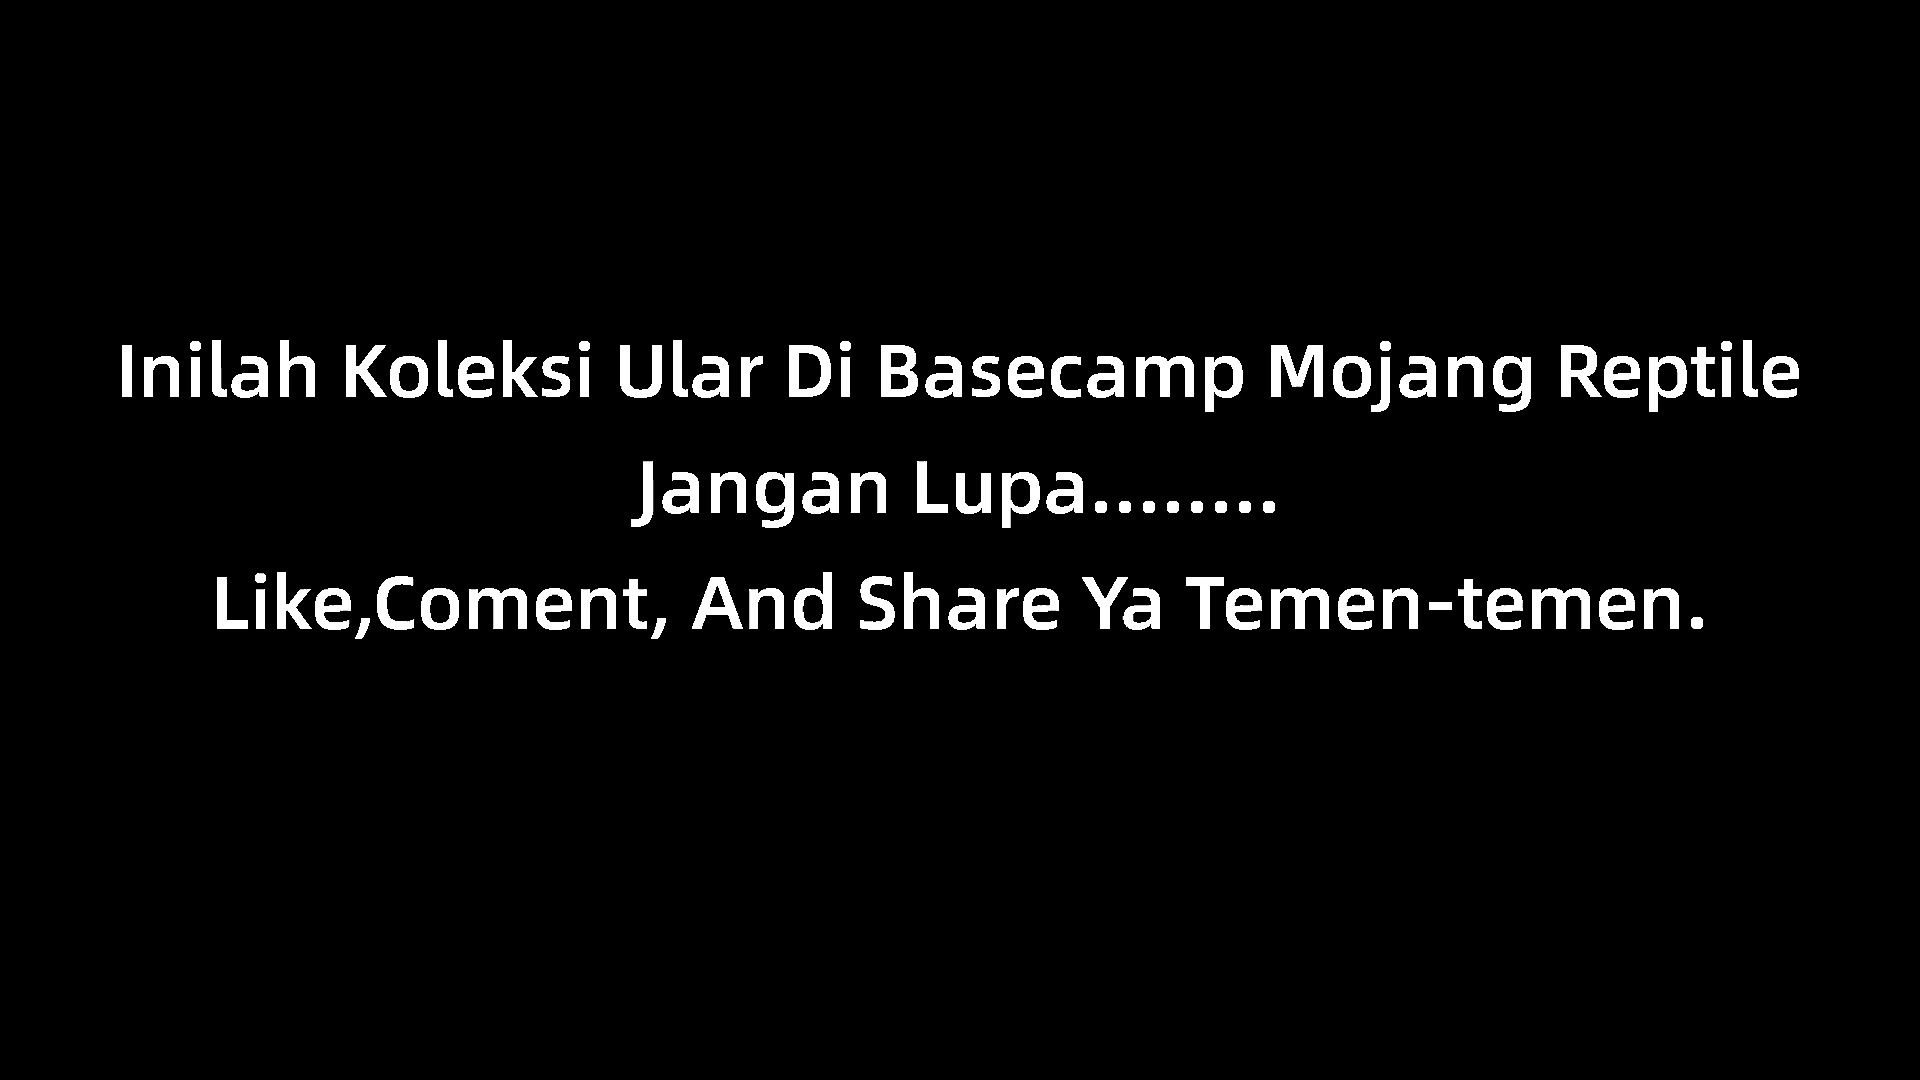 Inilah Koleksi Ular Di Basecamp Mojang Reptile
Jangan Lupa........
Like,Coment, And Share Ya Temen-temen.